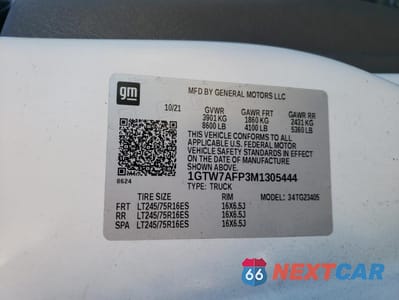 gm
MFD BY GENERAL MOTORS LLC
10/21 GVWR GAWR FRT GAWR RR
3901 KG 1860 KG 2431 KG
8600 LB 4100 LB 5360 LB
THIS VEHICLE CONFORMS TO ALL
APPLICABLE U.S. FEDERAL MOTOR
VEHICLE SAFETY STANDARDS IN EFFECT
ON THE DATE OF MANUFACTURE
SHOWN ABOVE.
8624
1GTW7AFP3M1305444
TYPE: TRUCK
TIRE SIZE RIM MODEL: 34TG23405
FRT LT245/75R16ES 16X6.5J
RR LT245/75R16ES 16X6.5J
SPA LT245/75R16ES 16X6.5J
66 NEXTCAR